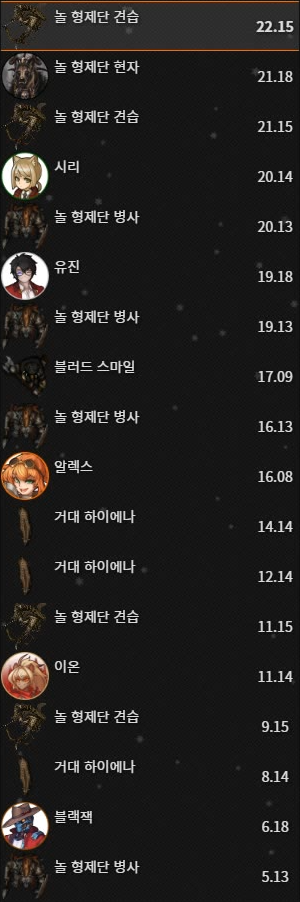 놀 형제단 견습 22.15
놀 형제단 현자 21.18
놀 형제단 견습 21.15
시리 20.14
놀 형제단 병사 20.13
유진 19.18
놀 형제단 병사 19.13
블러드 스마일 17.09
놀 형제단 병사 16.13
알렉스 16.08
거대 하이에나 14.14
거대 하이에나 12.14
놀 형제단 견습 11.15
이온 11.14
놀 형제단 견습 9.15
거대 하이에나 8.14
블랙잭 6.18
놀 형제단 병사 5.13